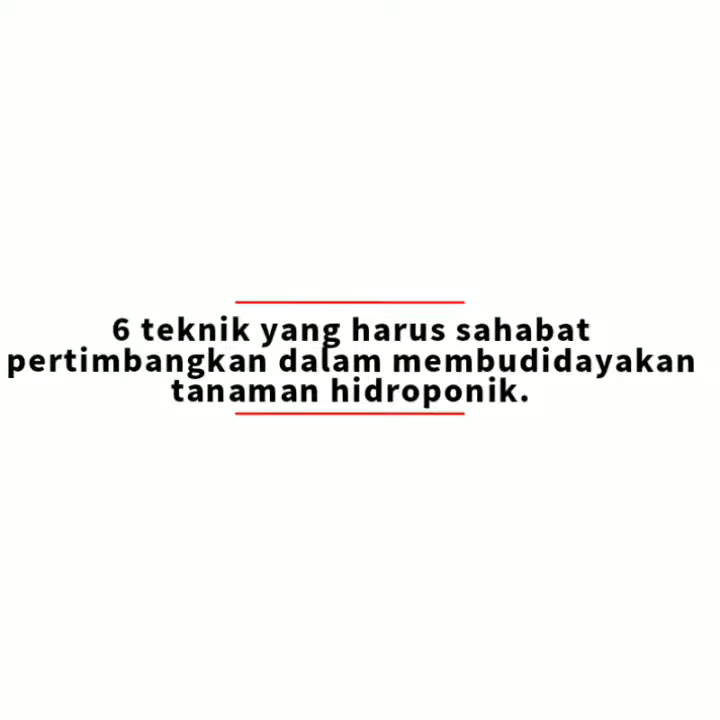 6 teknik yang harus sahabat
pertimbangkan dalam membudidayakan
tanaman hidroponik.